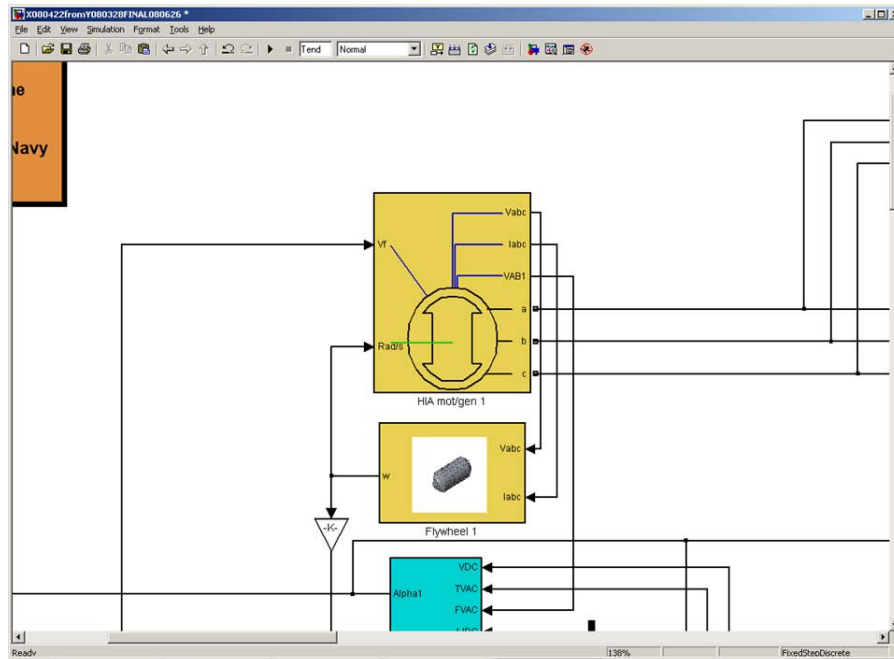 X080422fromY080328FINAL080626 *
File Edit View Simulation Format Tools Help
Tend Normal
Navy
Vf
Rad/s
Vabc
Iabc
VAB1
a
b
c
HIA mot/gen 1
w
Vabc
Iabc
Flywheel 1
-K-
Alpha1
VDC
TVAC
FVAC
Ready 138% FixedStepDiscrete